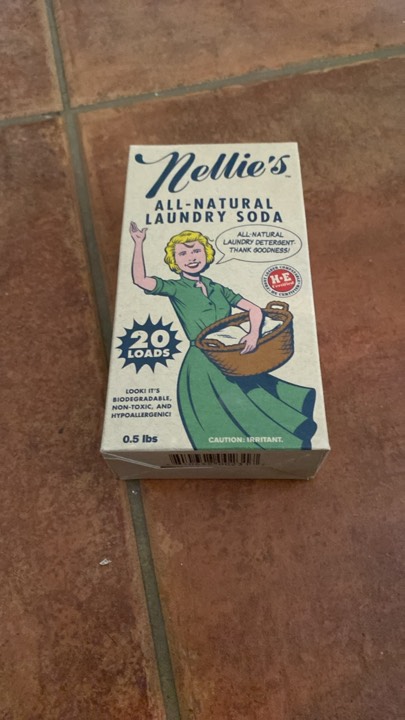 Nellie's™
ALL-NATURAL
LAUNDRY SODA
ALL-NATURAL
LAUNDRY DETERGENT.
THANK GOODNESS!
H-E
20
LOADS
LOOK! IT'S
BIODEGRADABLE,
NON-TOXIC, AND
HYPOALLERGENIC!
0.5 lbs
CAUTION: IRRITANT.